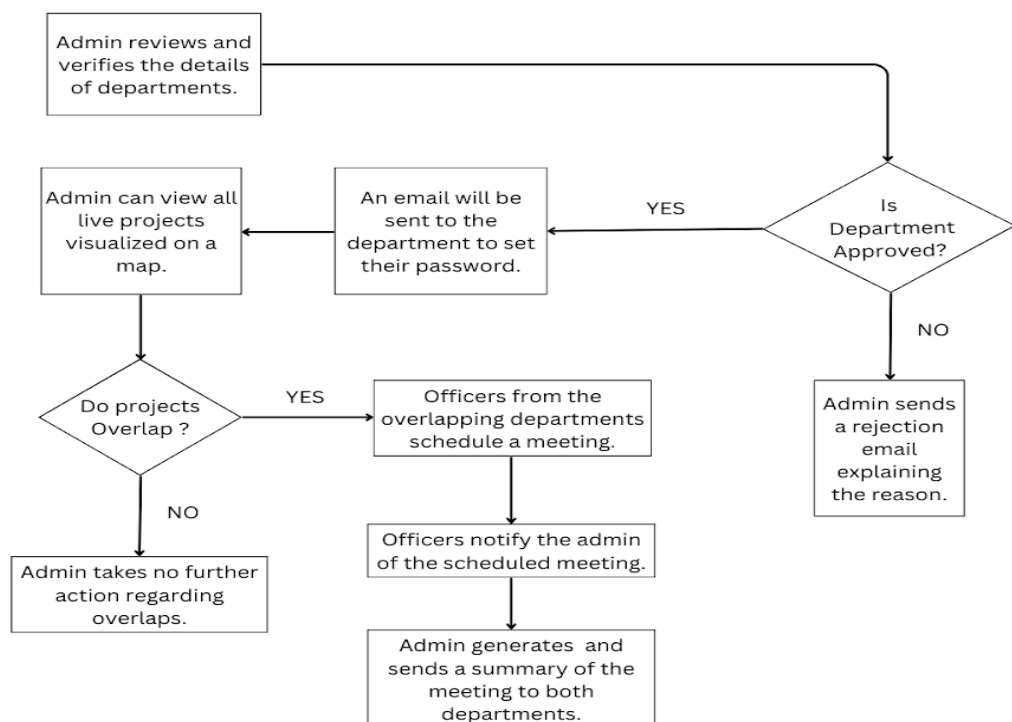 Admin reviews and
verifies the details
of departments.
Is
Department
Approved?
YES
An email will be
sent to the
department to set
their password.
Admin can view all
live projects
visualized on a
map.
NO
Admin sends
a rejection
email
explaining
the reason.
Do projects
Overlap ?
YES
Officers from the
overlapping departments
schedule a meeting.
NO
Admin takes no further
action regarding
overlaps.
Officers notify the admin
of the scheduled meeting.
Admin generates and
sends a summary of the
meeting to both
departments.